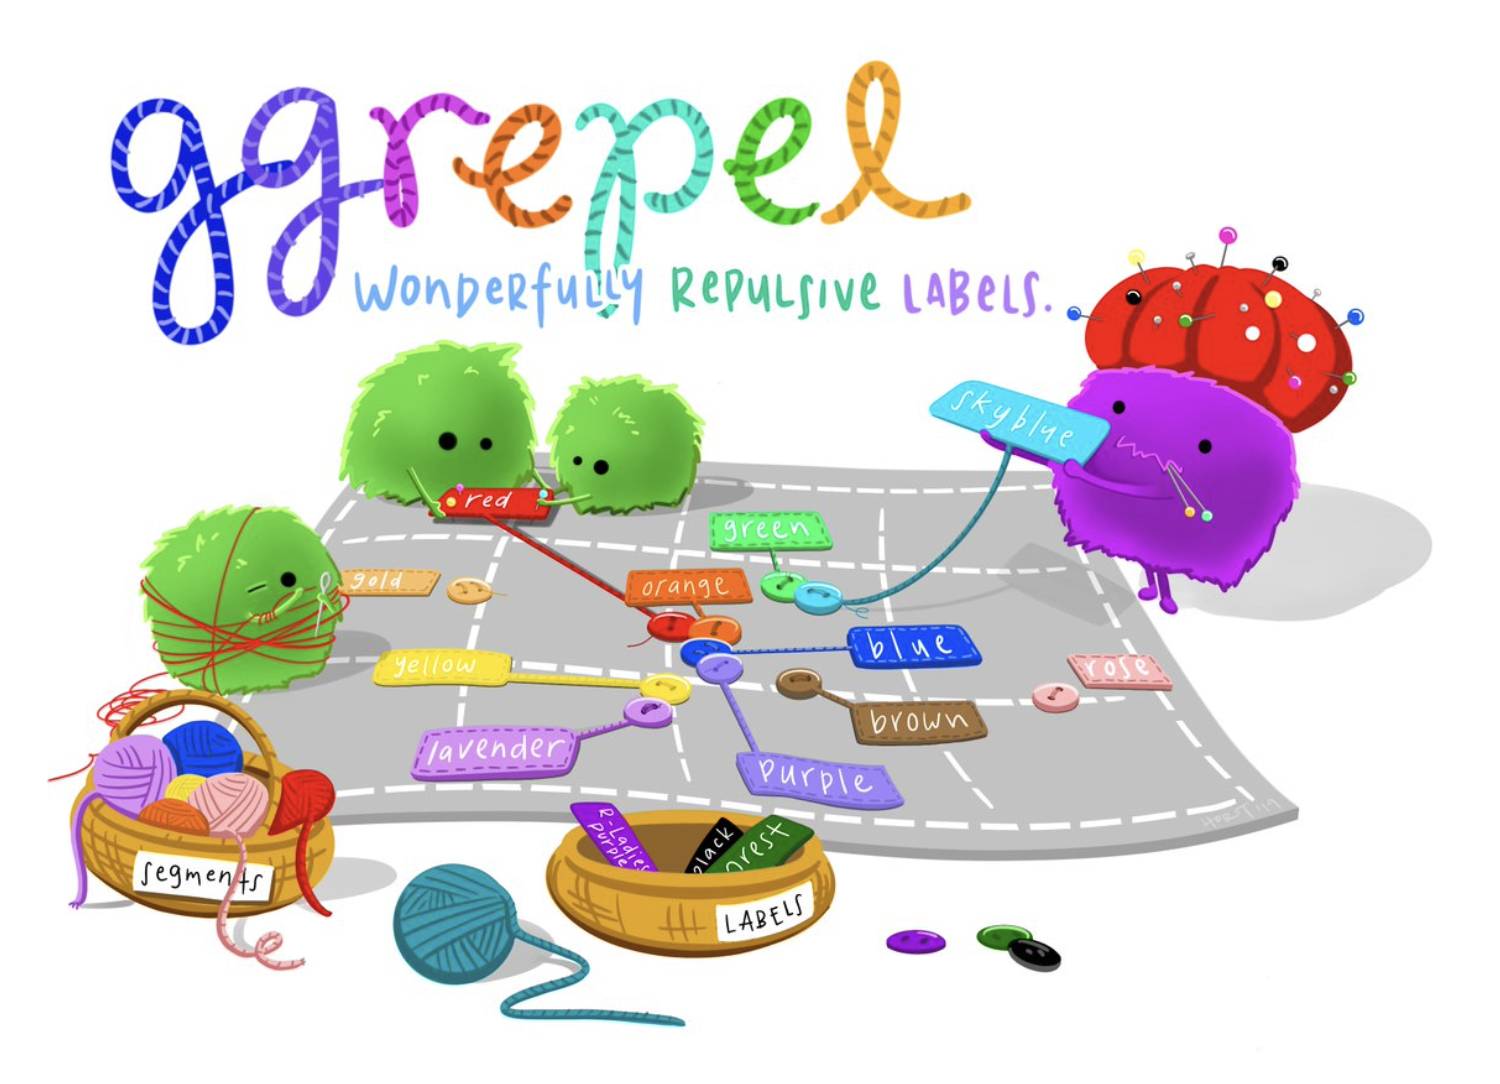 ggrepel
WONDERFULLY REPULSIVE LABELS.
skyblue
red
green
gold
orange
blue
yellow
rose
brown
lavender
purple
HORST '19
R-Ladies
purple
black
orest
segments
LABELS